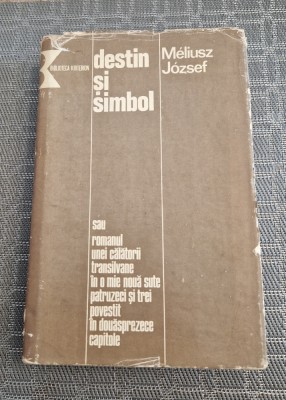 BIBLIOTECA KRITERION
destin
și
simbol
Méliusz
József
sau
romanul
unei călătorii
transilvane
în o mie nouă sute
patruzeci și trei
povestit
în douăsprezece
capitole